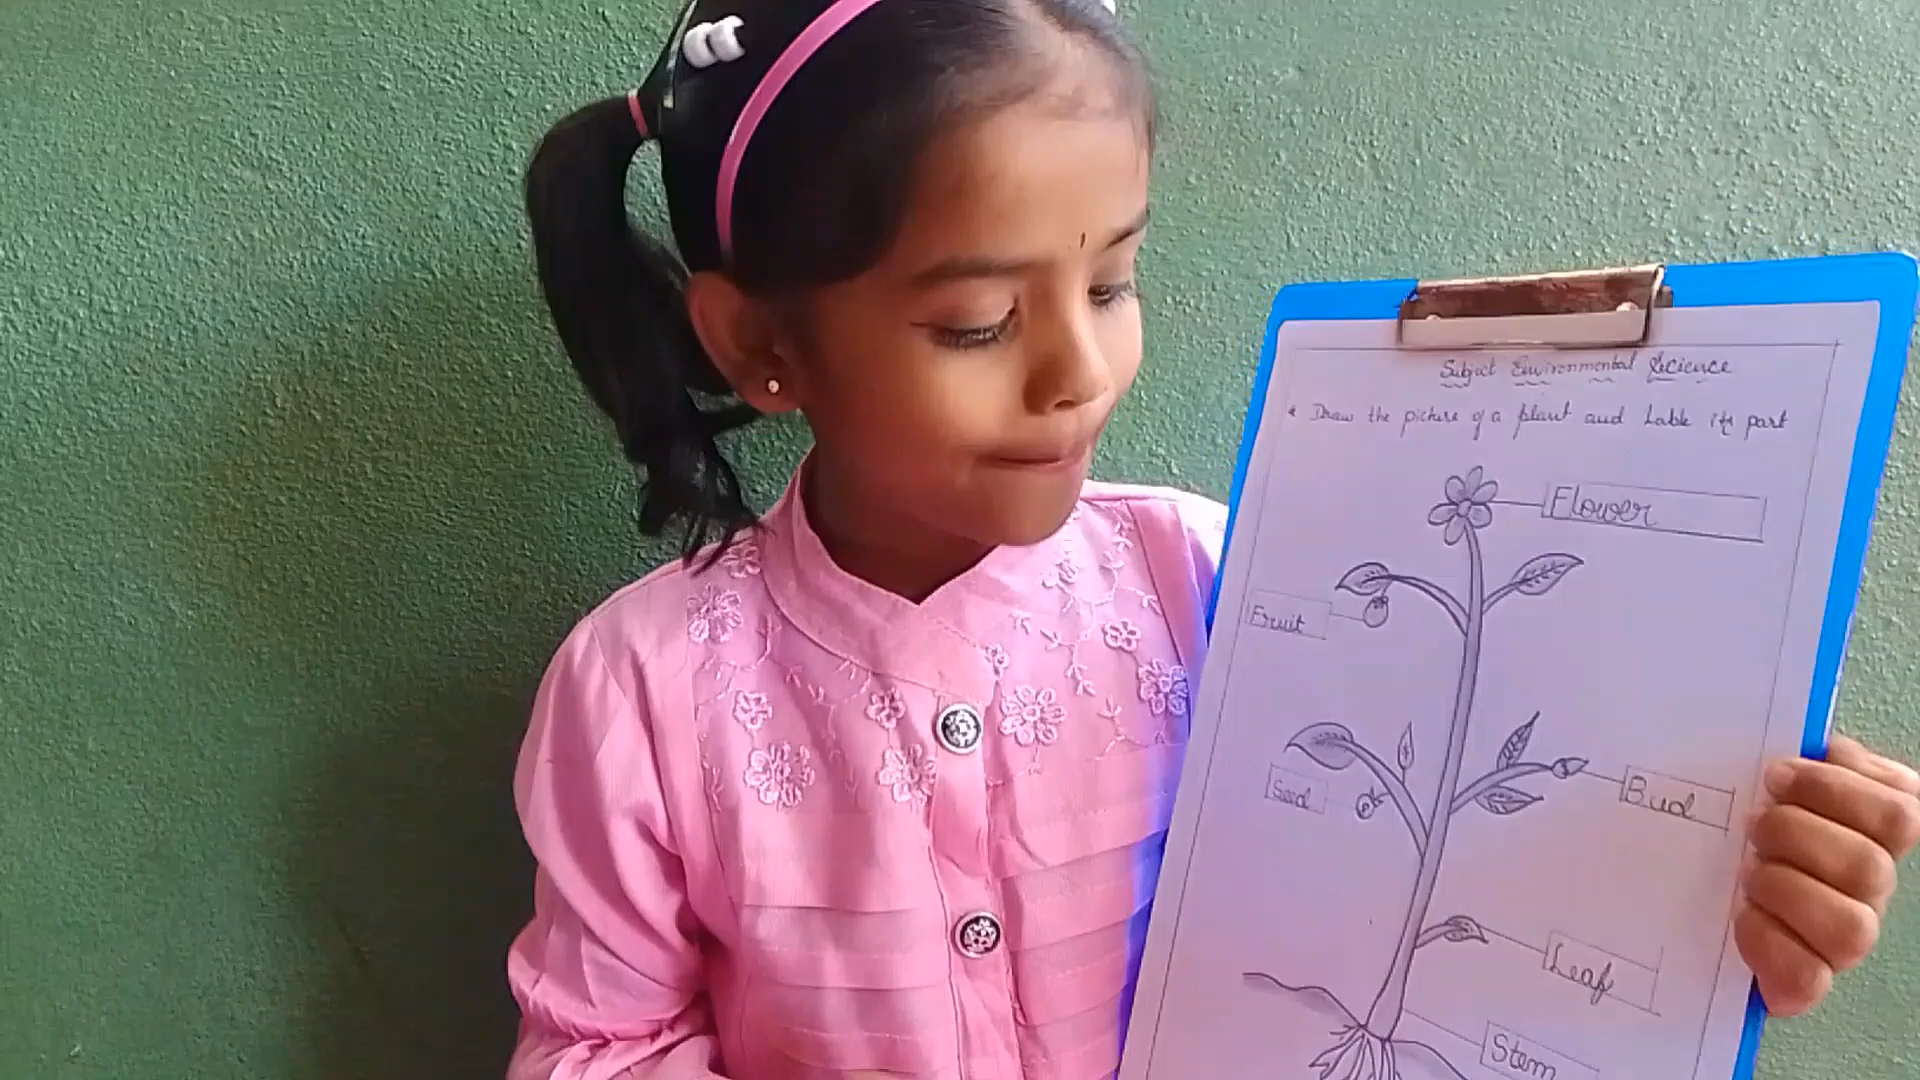 Subject Environmental Science
* Draw the picture of a plant and Lable its part
Flower
Fruit
Seed
Bud
Leaf
Stem